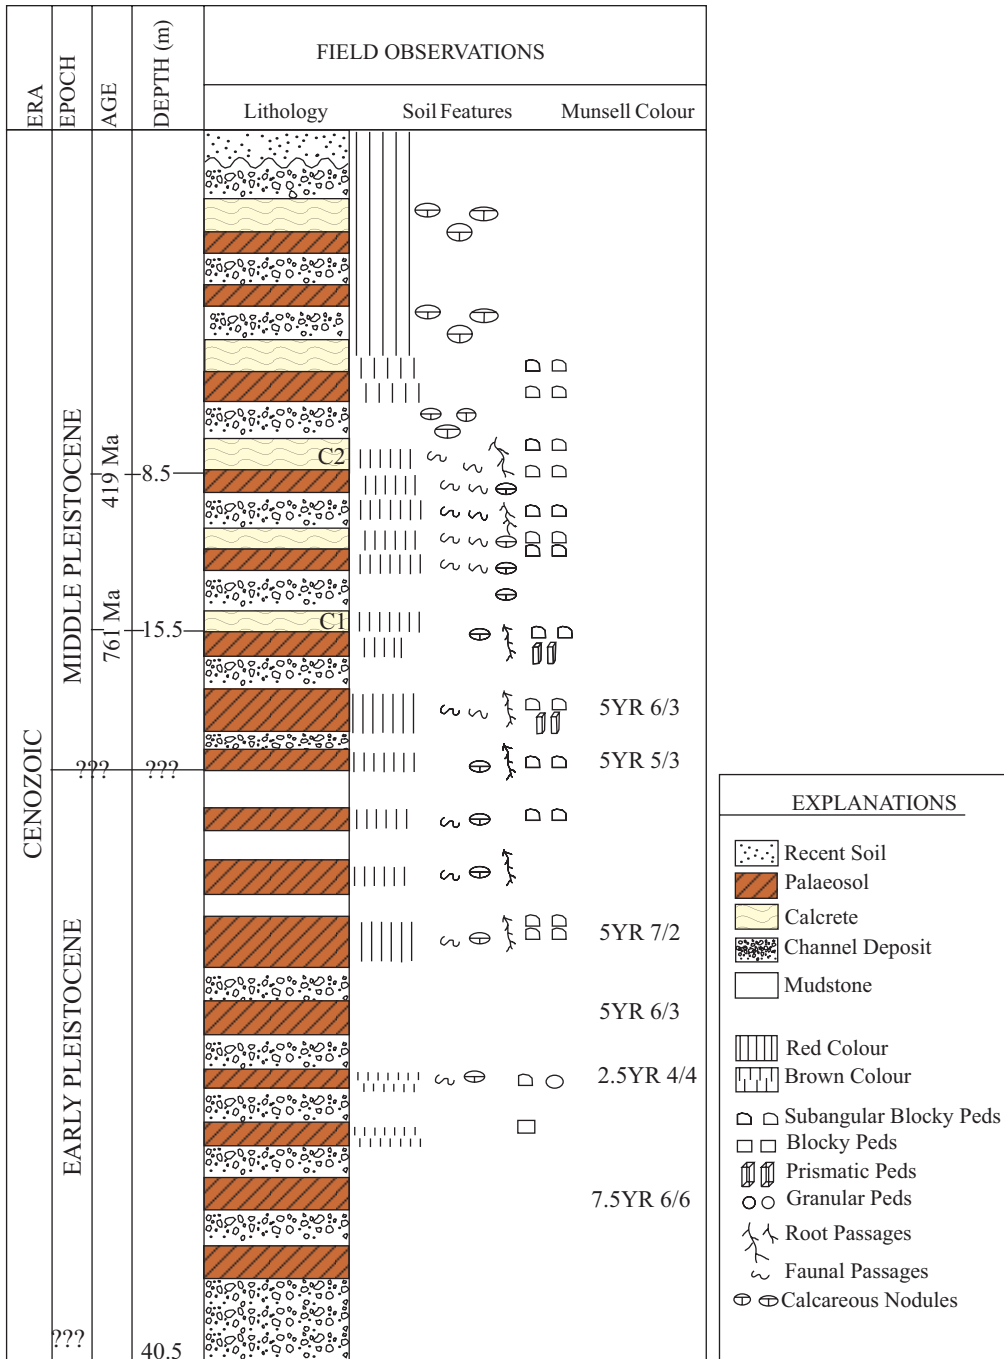 ERA
EPOCH
AGE
DEPTH (m)
FIELD OBSERVATIONS
Lithology
Soil Features
Munsell Colour
CENOZOIC
MIDDLE PLEISTOCENE
419 Ma
8.5
C2
761 Ma
15.5
C1
5YR 6/3
5YR 5/3
???
???
EARLY PLEISTOCENE
5YR 7/2
5YR 6/3
2.5YR 4/4
7.5YR 6/6
???
40.5
EXPLANATIONS
Recent Soil
Palaeosol
Calcrete
Channel Deposit
Mudstone
Red Colour
Brown Colour
Subangular Blocky Peds
Blocky Peds
Prismatic Peds
Granular Peds
Root Passages
Faunal Passages
Calcareous Nodules